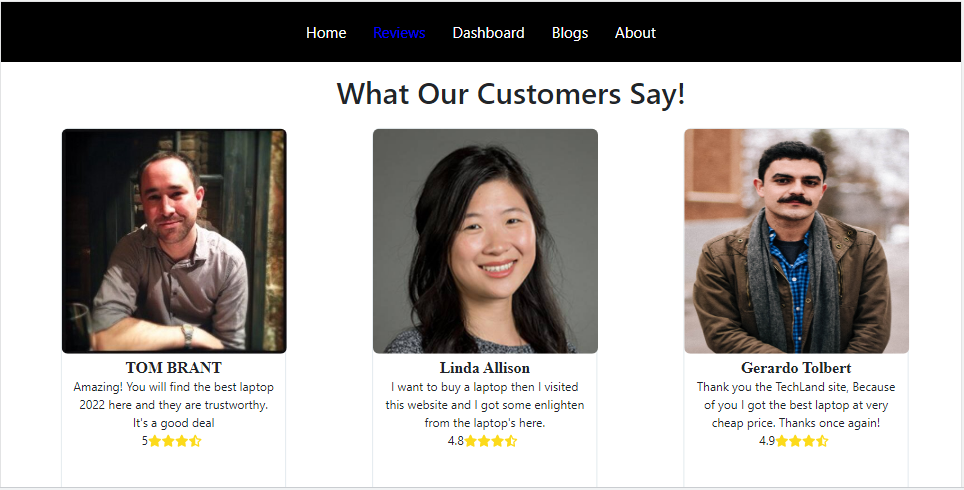 Home Reviews Dashboard Blogs About
What Our Customers Say!
TOM BRANT
Amazing! You will find the best laptop
2022 here and they are trustworthy.
It's a good deal
5
Linda Allison
I want to buy a laptop then I visited
this website and I got some enlighten
from the laptop's here.
4.8
Gerardo Tolbert
Thank you the TechLand site, Because
of you I got the best laptop at very
cheap price. Thanks once again!
4.9